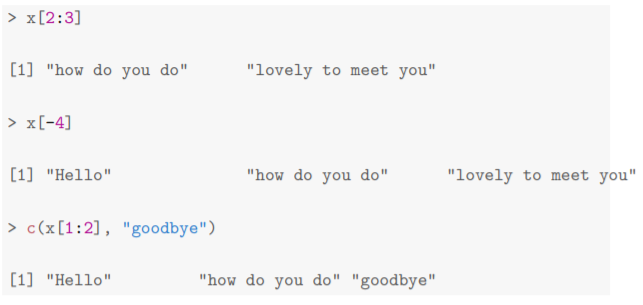 > x[2:3]
[1] "how do you do"      "lovely to meet you"
> x[-4]
[1] "Hello"              "how do you do"      "lovely to meet you"
> c(x[1:2], "goodbye")
[1] "Hello"         "how do you do" "goodbye"